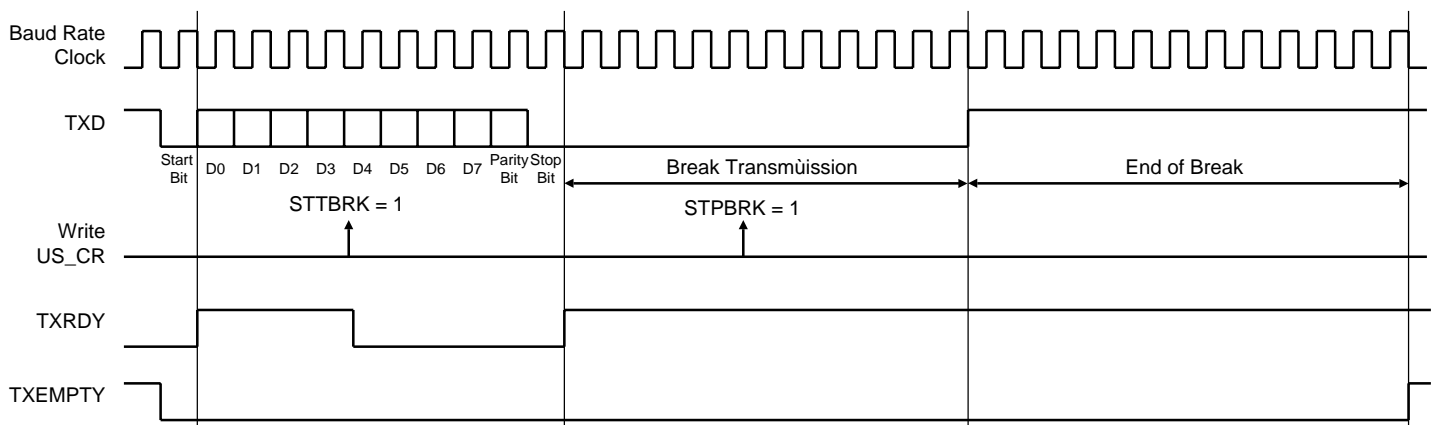 Baud Rate
Clock
TXD
Start
Bit
D0 D1 D2 D3 D4 D5 D6 D7
Parity
Bit
Stop
Bit
Break Transmùission
End of Break
STTBRK = 1
STPBRK = 1
Write
US_CR
TXRDY
TXEMPTY